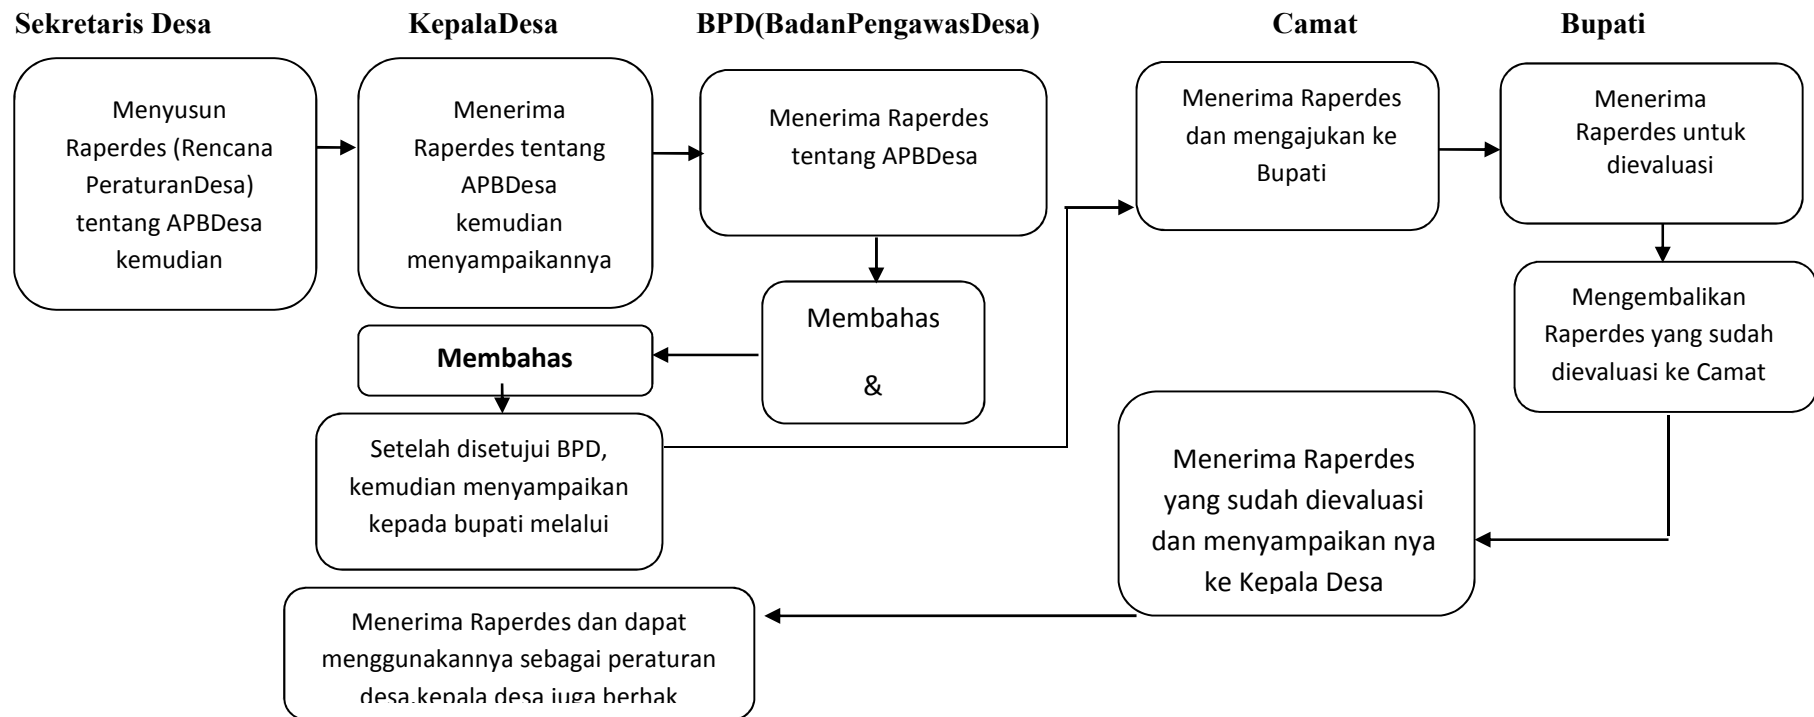 Sekretaris Desa
KepalaDesa
BPD(BadanPengawasDesa)
Camat
Bupati
Menyusun
Raperdes (Rencana
PeraturanDesa)
tentang APBDesa
kemudian
Menerima
Raperdes tentang
APBDesa
kemudian
menyampaikannya
Menerima Raperdes
tentang APBDesa
Menerima Raperdes
dan mengajukan ke
Bupati
Menerima
Raperdes untuk
dievaluasi
Membahas
&
Membahas
Mengembalikan
Raperdes yang sudah
dievaluasi ke Camat
Setelah disetujui BPD,
kemudian menyampaikan
kepada bupati melalui
Menerima Raperdes
yang sudah dievaluasi
dan menyampaikan nya
ke Kepala Desa
Menerima Raperdes dan dapat
menggunakannya sebagai peraturan
desa,kepala desa juga berhak